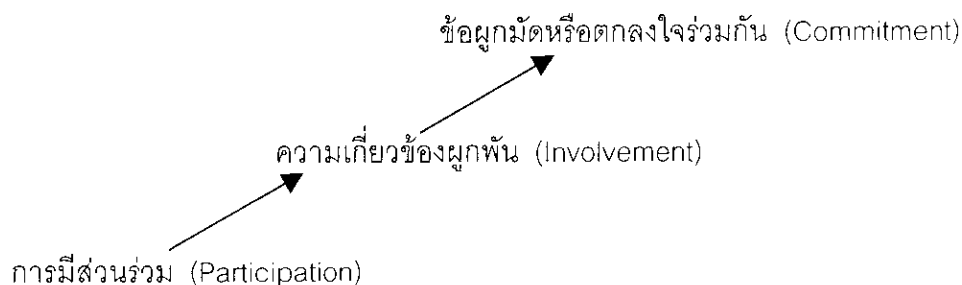 ข้อผูกมัดหรือตกลงใจร่วมกัน (Commitment)
ความเกี่ยวข้องผูกพัน (Involvement)
การมีส่วนร่วม (Participation)